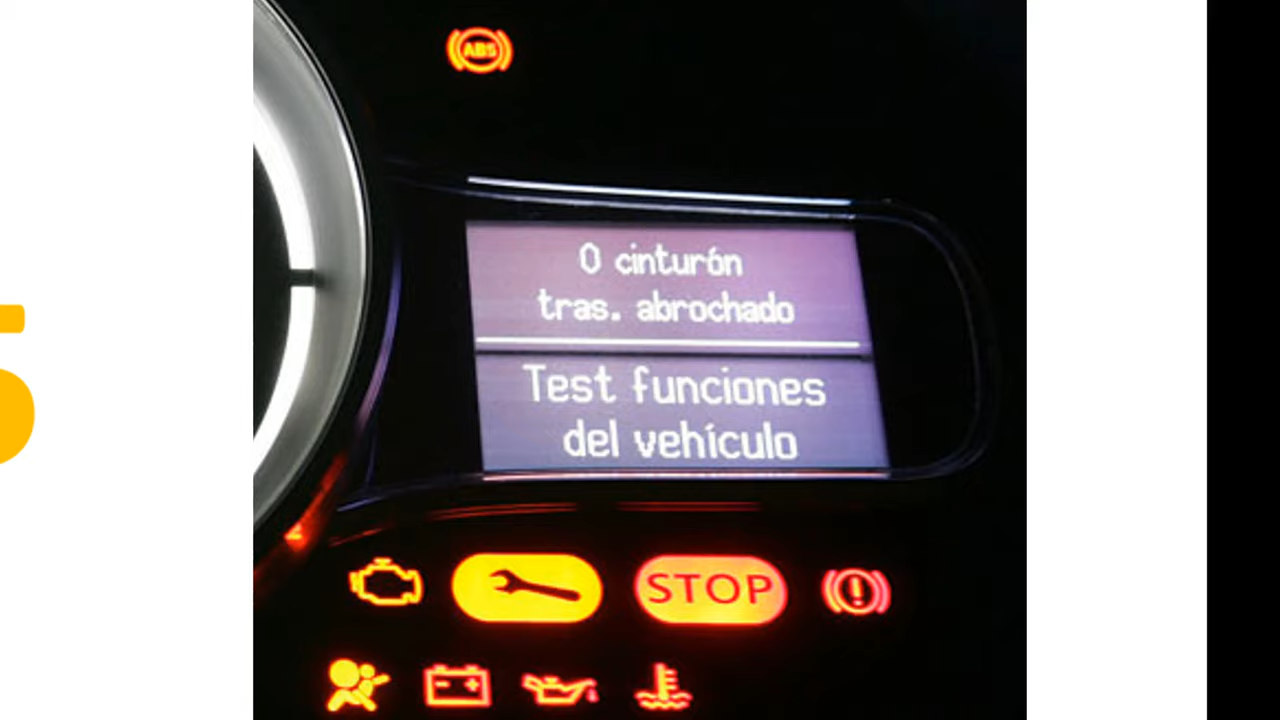 ABS
0 cinturón
tras. abrochado
Test funciones
del vehículo
STOP